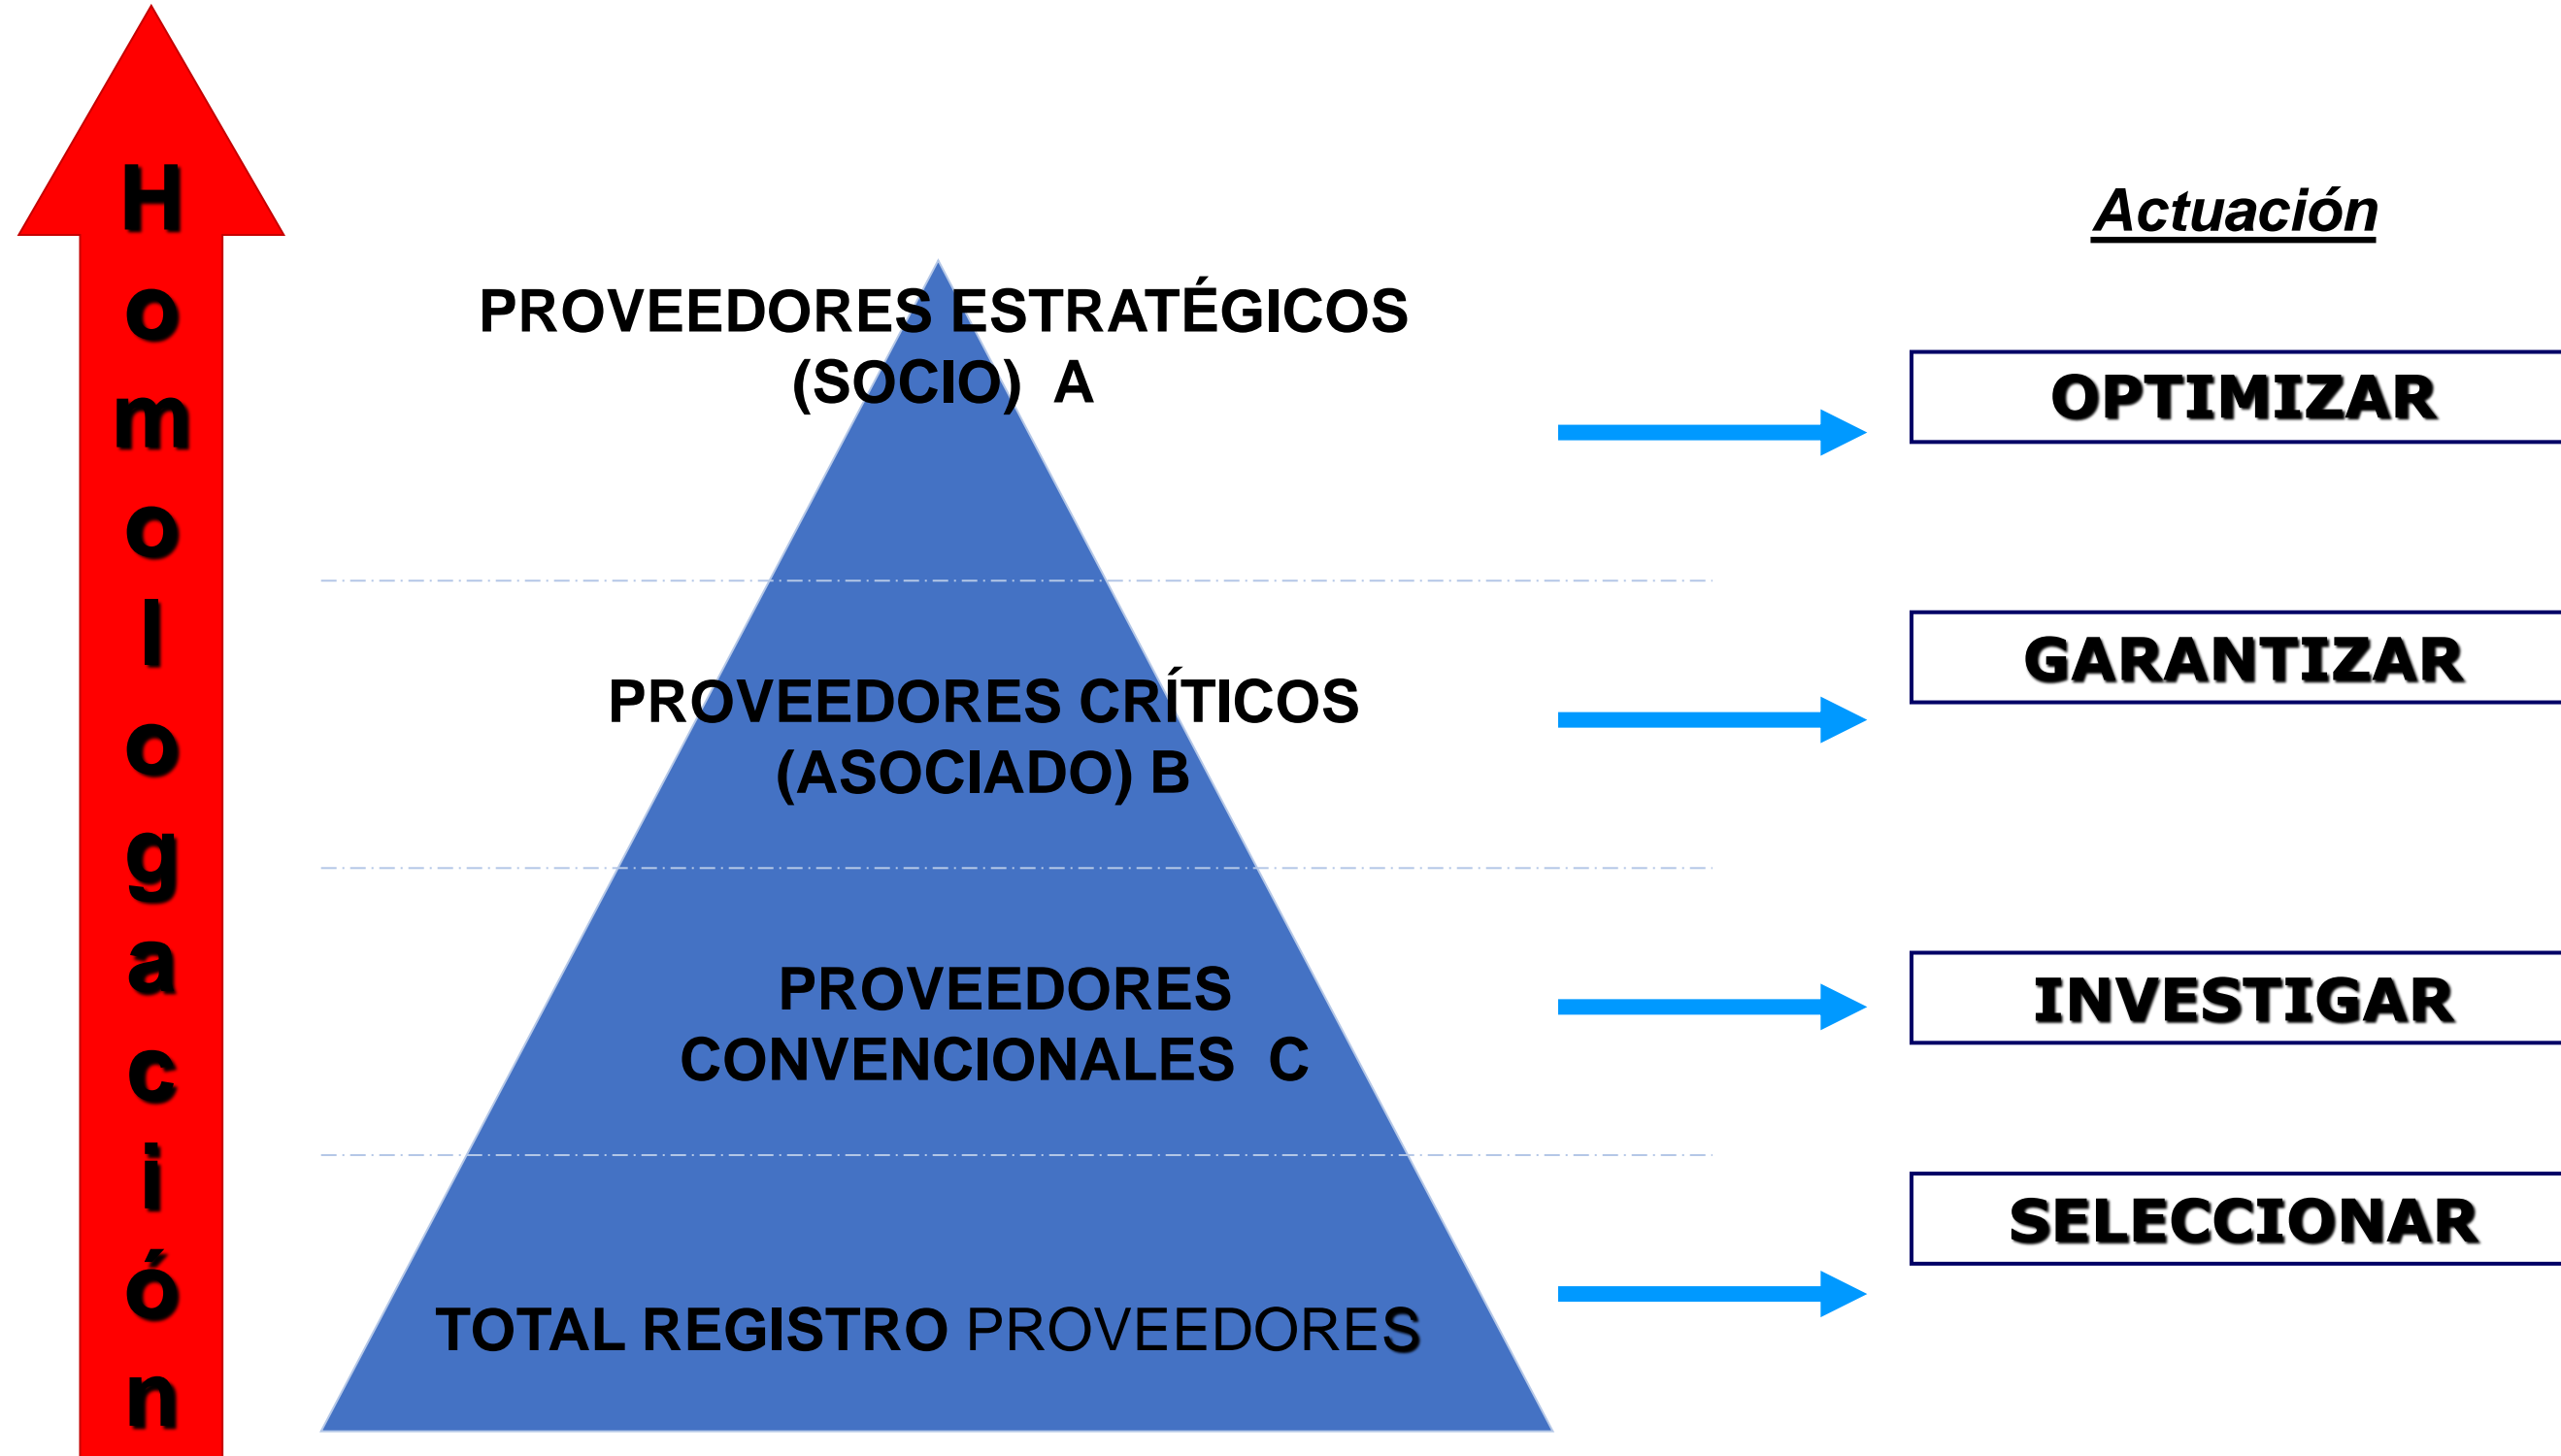 Homologación
Actuación
PROVEEDORES ESTRATÉGICOS
(SOCIO) A
OPTIMIZAR
PROVEEDORES CRÍTICOS
(ASOCIADO) B
GARANTIZAR
PROVEEDORES
CONVENCIONALES C
INVESTIGAR
TOTAL REGISTRO PROVEEDORES
SELECCIONAR